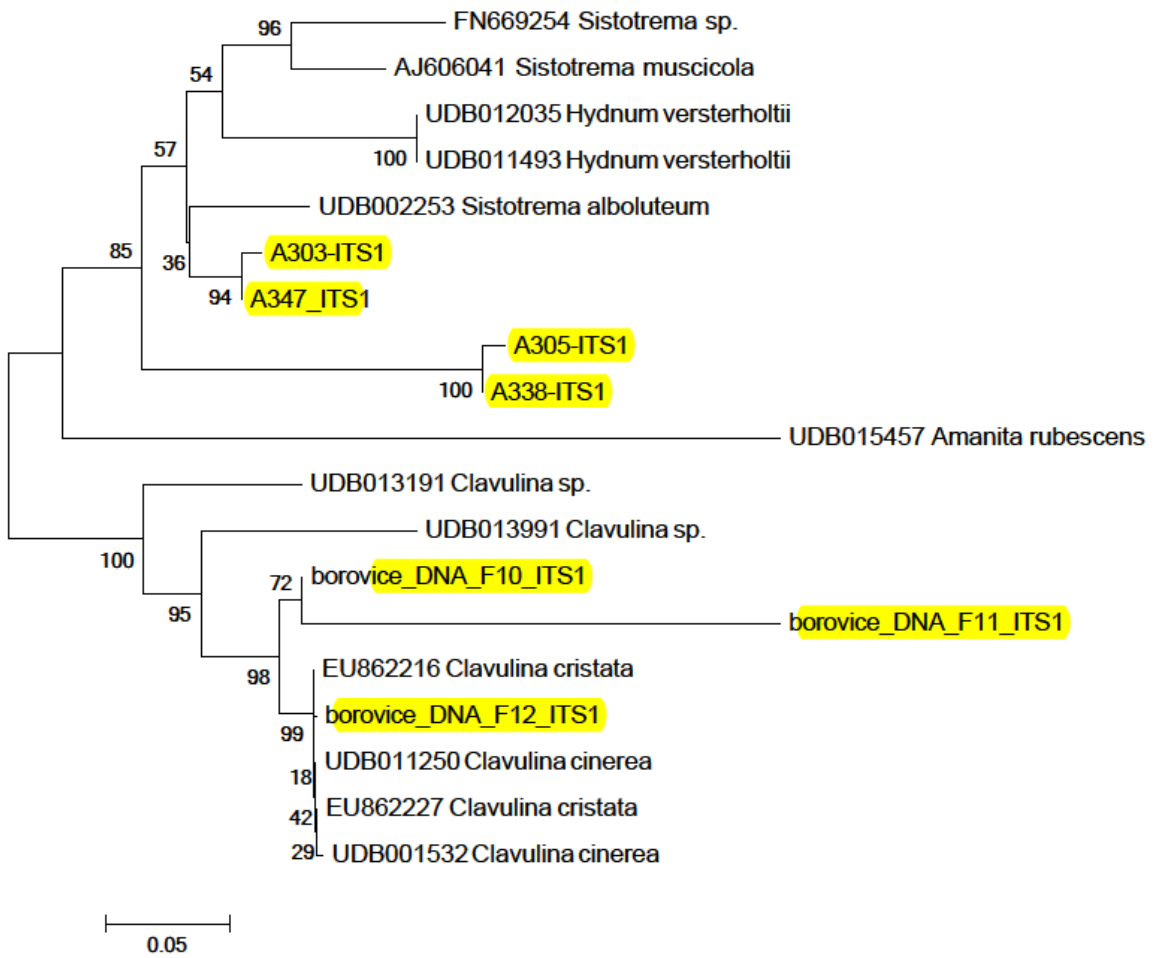 FN669254 Sistotrema sp.
96
AJ606041 Sistotrema muscicola
54
UDB012035 Hydnum versterholtii
57
100
UDB011493 Hydnum versterholtii
UDB002253 Sistotrema alboluteum
85
A303-ITS1
36
94
A347_ITS1
A305-ITS1
100
A338-ITS1
UDB015457 Amanita rubescens
UDB013191 Clavulina sp.
UDB013991 Clavulina sp.
100
72
borovice_DNA_F10_ITS1
95
borovice_DNA_F11_ITS1
98
EU862216 Clavulina cristata
borovice_DNA_F12_ITS1
99
UDB011250 Clavulina cinerea
18
EU862227 Clavulina cristata
42
29
UDB001532 Clavulina cinerea
0.05